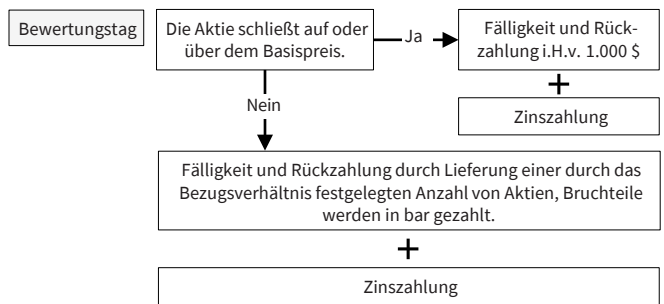 Bewertungstag
Die Aktie schließt auf oder
über dem Basispreis.
Ja
Fälligkeit und Rück-
zahlung i.H.v. 1.000 $
+
Zinszahlung
Nein
Fälligkeit und Rückzahlung durch Lieferung einer durch das
Bezugsverhältnis festgelegten Anzahl von Aktien, Bruchteile
werden in bar gezahlt.
+
Zinszahlung